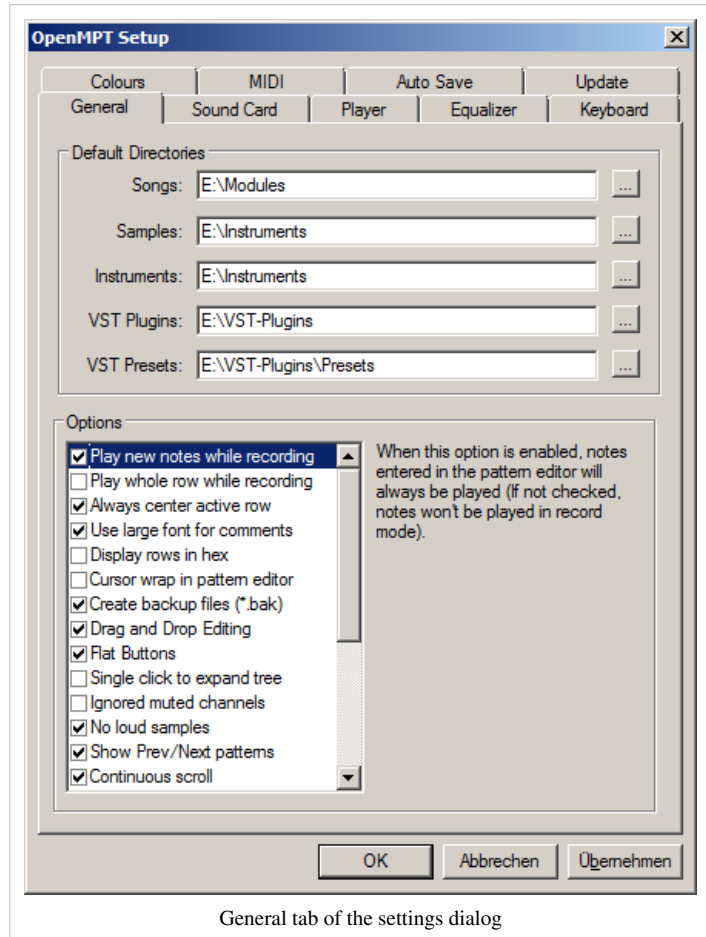 OpenMPT Setup
Colours MIDI Auto Save Update
General Sound Card Player Equalizer Keyboard
Default Directories
Songs: E:\Modules ...
Samples: E:\Instruments ...
Instruments: E:\Instruments ...
VST Plugins: E:\VST-Plugins ...
VST Presets: E:\VST-Plugins\Presets ...
Options
Play new notes while recording
Play whole row while recording
Always center active row
Use large font for comments
Display rows in hex
Cursor wrap in pattern editor
Create backup files (*.bak)
Drag and Drop Editing
Flat Buttons
Single click to expand tree
Ignored muted channels
No loud samples
Show Prev/Next patterns
Continuous scroll
When this option is enabled, notes
entered in the pattern editor will
always be played (If not checked,
notes won't be played in record
mode).
OK Abbrechen Übernehmen
General tab of the settings dialog